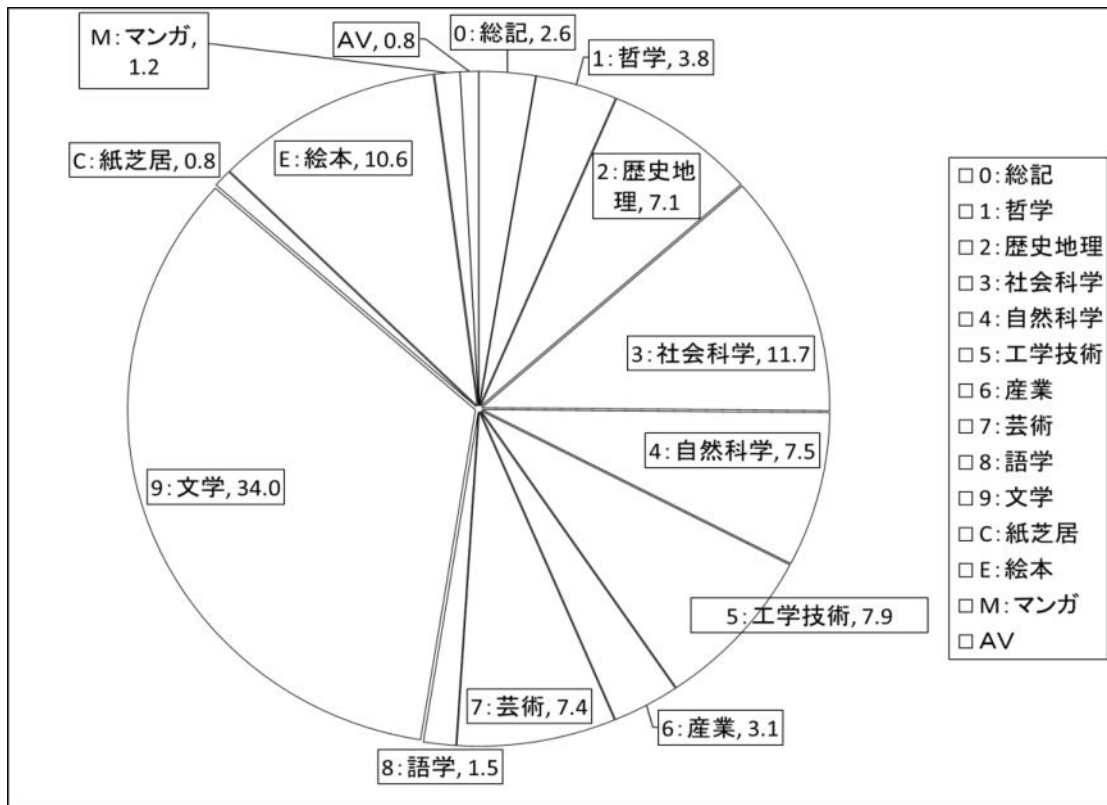 M:マンガ,
1.2
AV, 0.8
0:総記, 2.6
1:哲学, 3.8
2:歴史地
理, 7.1
3:社会科学, 11.7
4:自然科学, 7.5
5:工学技術, 7.9
6:産業, 3.1
7:芸術, 7.4
8:語学, 1.5
9:文学, 34.0
C:紙芝居, 0.8
E:絵本, 10.6
0:総記
1:哲学
2:歴史地理
3:社会科学
4:自然科学
5:工学技術
6:産業
7:芸術
8:語学
9:文学
C:紙芝居
E:絵本
M:マンガ
AV